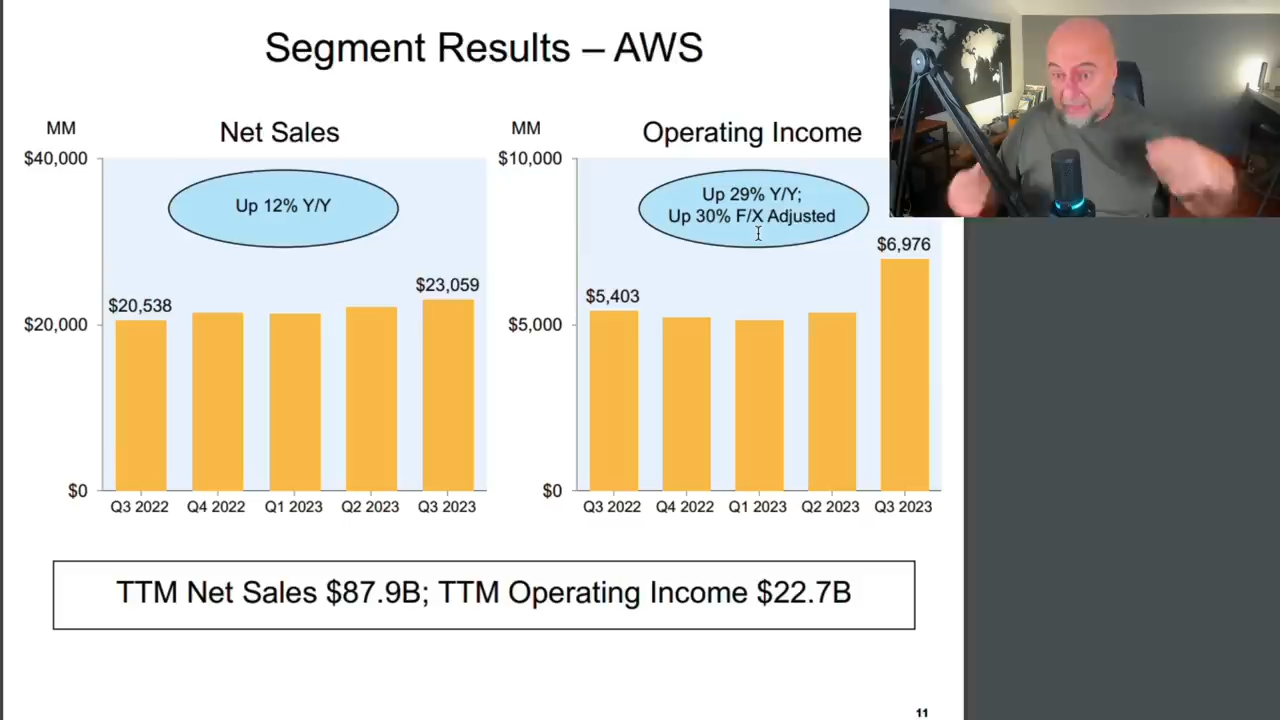 Segment Results – AWS
MM
Net Sales
$40,000
$20,000
$0
Up 12% Y/Y
$20,538
$23,059
Q3 2022
Q4 2022
Q1 2023
Q2 2023
Q3 2023
MM
Operating Income
$10,000
$5,000
$0
Up 29% Y/Y;
Up 30% F/X Adjusted
$5,403
$6,976
Q3 2022
Q4 2022
Q1 2023
Q2 2023
Q3 2023
TTM Net Sales $87.9B; TTM Operating Income $22.7B
11